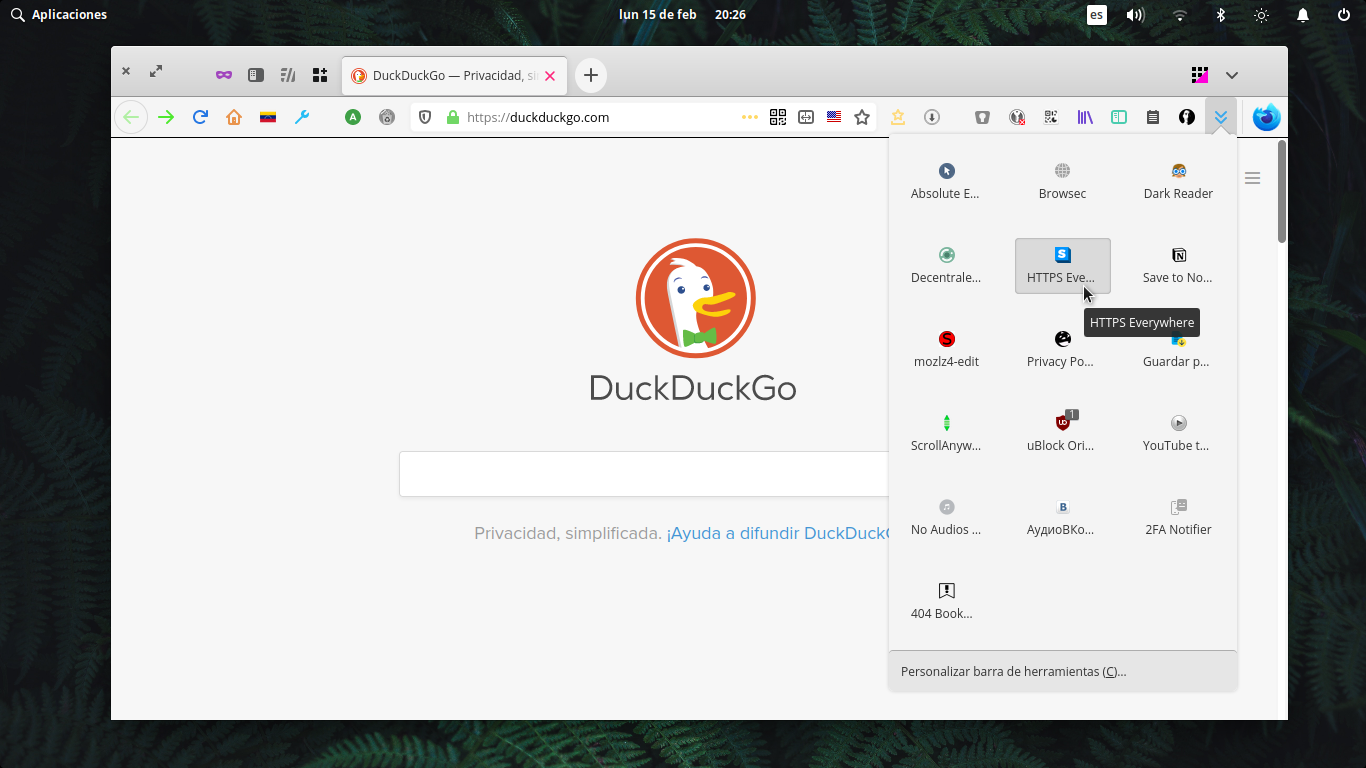 Aplicaciones
lun 15 de feb 20:26
es
DuckDuckGo — Privacidad, si
A
https://duckduckgo.com
Absolute E...
Browsec
Dark Reader
Decentrale...
HTTPS Eve...
Save to No...
HTTPS Everywhere
mozlz4-edit
Privacy Po...
Guardar p...
1
ScrollAnyw...
uBlock Ori...
YouTube t...
No Audios ...
АудиоВКо...
2FA Notifier
404 Book...
Personalizar barra de herramientas (C)...
DuckDuckGo
Privacidad, simplificada. ¡Ayuda a difundir DuckDuckG